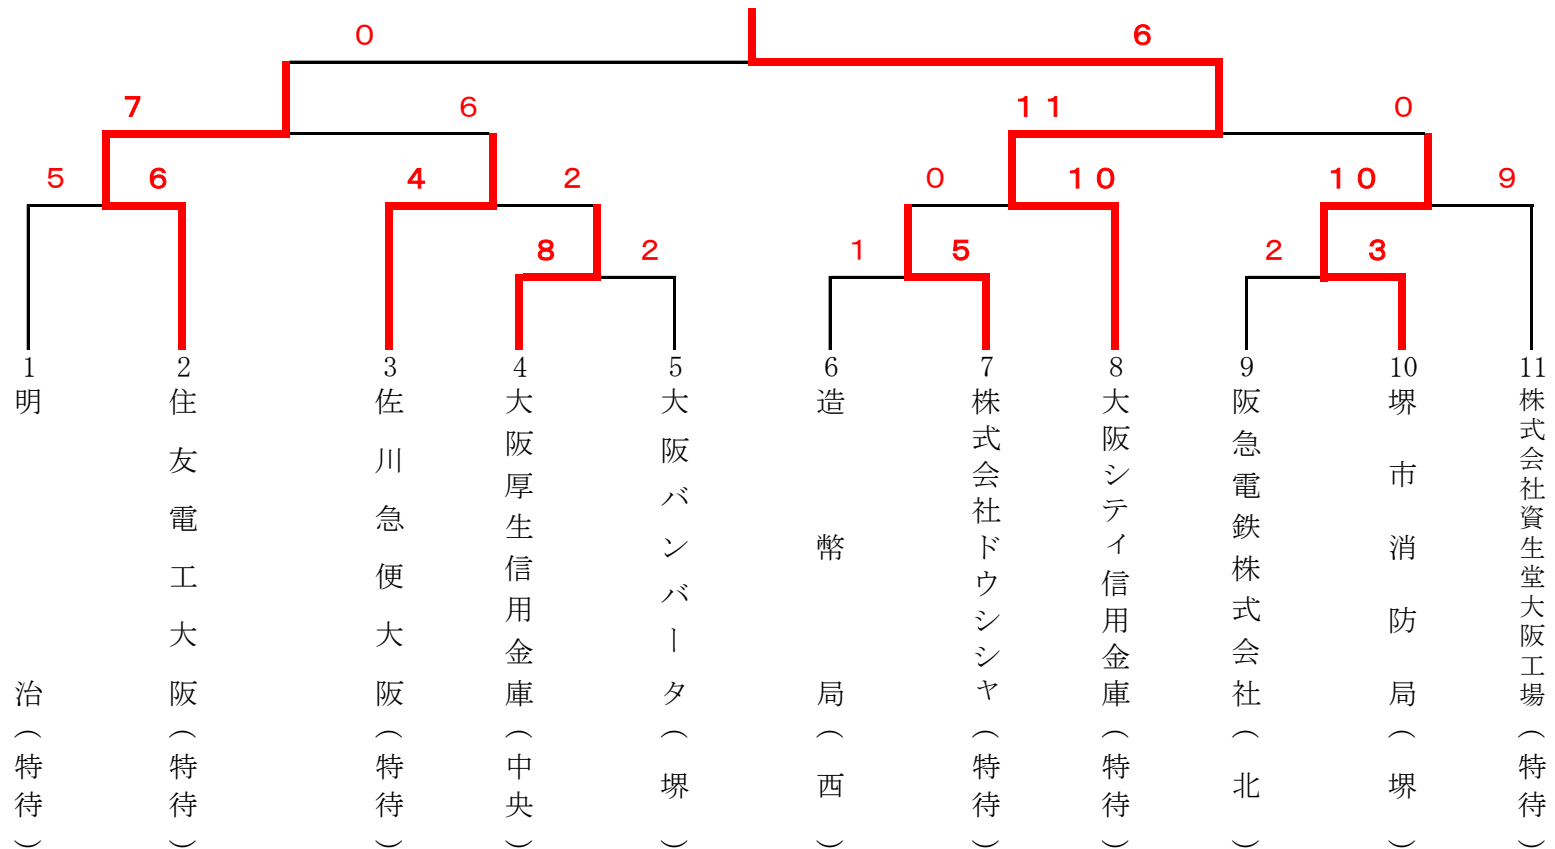 0 6
7 6 11 0
5 6 4 2 0 10 10 9
8 2 1 5 2 3
1 2 3 4 5 6 7 8 9 10 11
明治(特待)
住友電工大阪(特待)
佐川急便大阪(特待)
大阪厚生信用金庫(中央)
大阪バンバータ(堺)
造幣局(西)
株式会社ドウシシャ(特待)
大阪シティ信用金庫(特待)
阪急電鉄株式会社(北)
堺市消防局(堺)
株式会社資生堂大阪工場(特待)